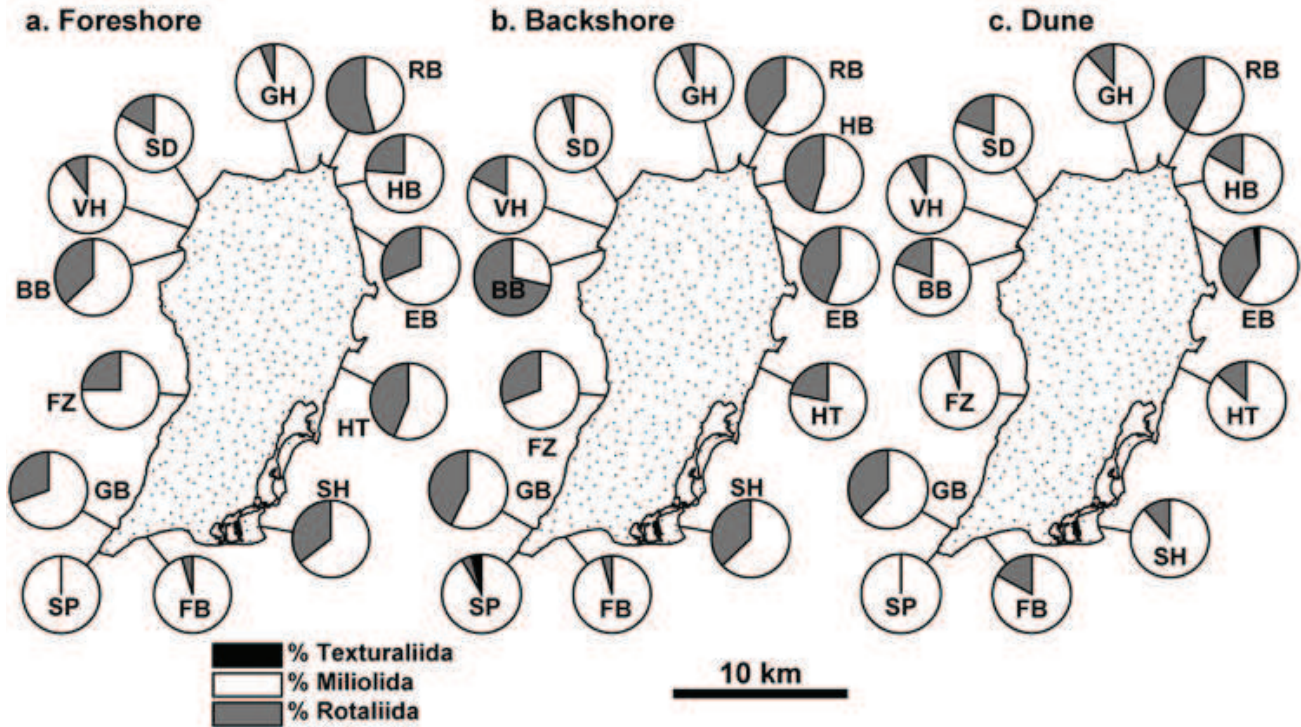 a. Foreshore
b. Backshore
c. Dune
GH
RB
SD
HB
VH
BB
EB
FZ
HT
GB
SH
SP
FB
GH
RB
HB
SD
VH
BB
EB
FZ
HT
GB
SH
SP
FB
GH
RB
SD
HB
VH
BB
EB
FZ
HT
GB
SH
SP
FB
% Texturaliida
% Miliolida
% Rotaliida
10 km